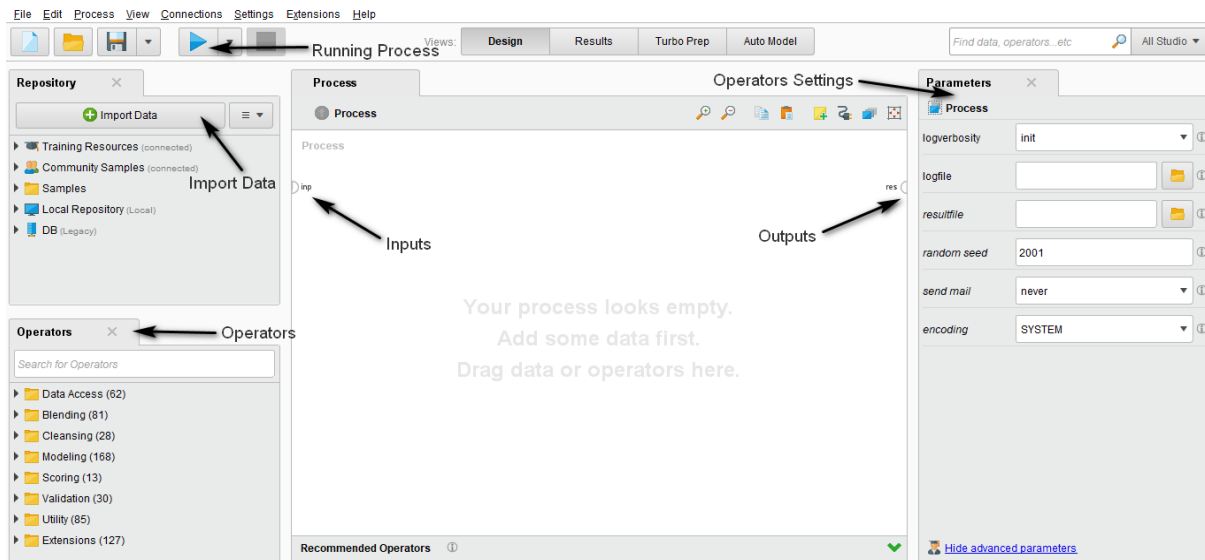 File Edit Process View Connections Settings Extensions Help
Running Process
Views:
Design
Results
Turbo Prep
Auto Model
Find data, operators...etc
All Studio
Repository
Import Data
Training Resources (connected)
Community Samples (connected)
Samples
Local Repository (Local)
DB (Legacy)
Import Data
Operators
Operators
Search for Operators
Data Access (62)
Blending (81)
Cleansing (28)
Modeling (168)
Scoring (13)
Validation (30)
Utility (85)
Extensions (127)
Process
Process
Process
inp
res
Inputs
Outputs
Your process looks empty.
Add some data first.
Drag data or operators here.
Recommended Operators
Operators Settings
Parameters
Process
logverbosity
init
logfile
resultfile
random seed
2001
send mail
never
encoding
SYSTEM
Hide advanced parameters